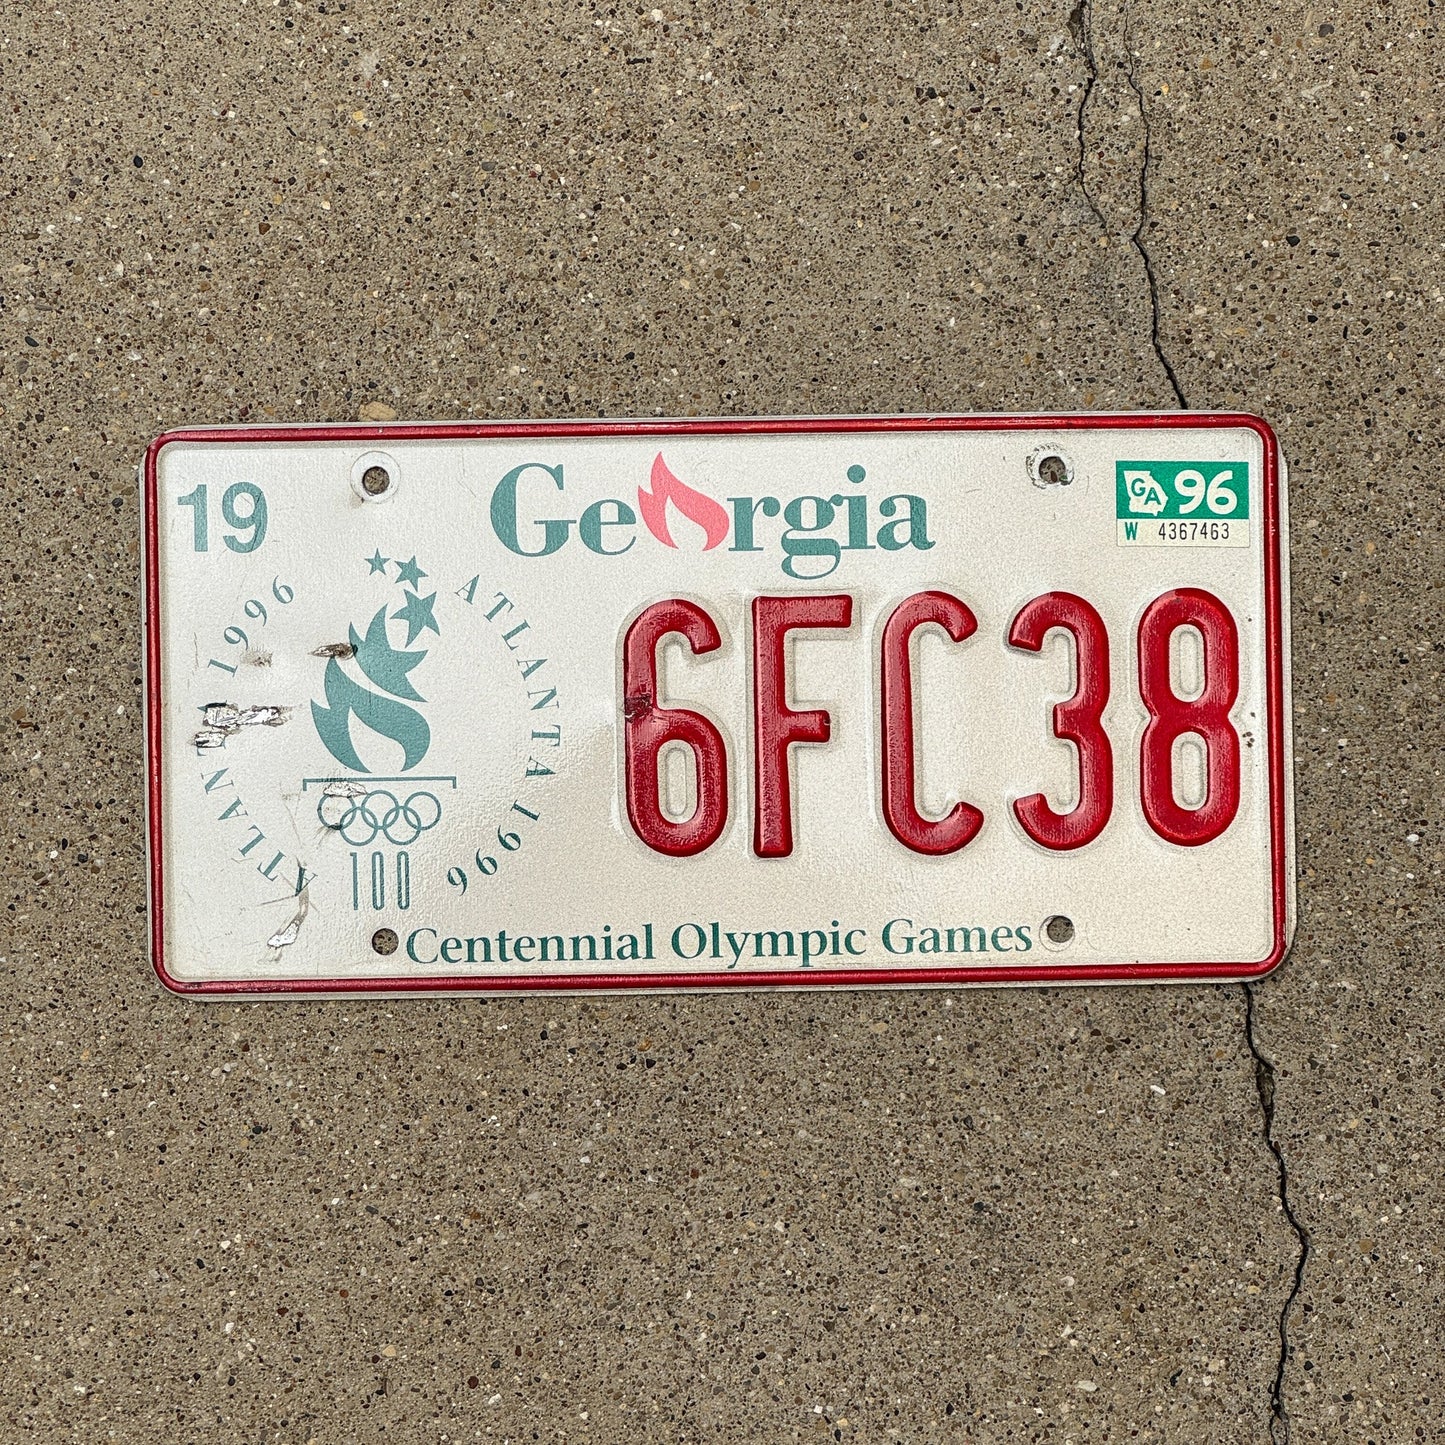 19
Georgia
GA 96
W 4367463
ATLANTA 1996
ATLANTA 1996
6FC38
100
Centennial Olympic Games